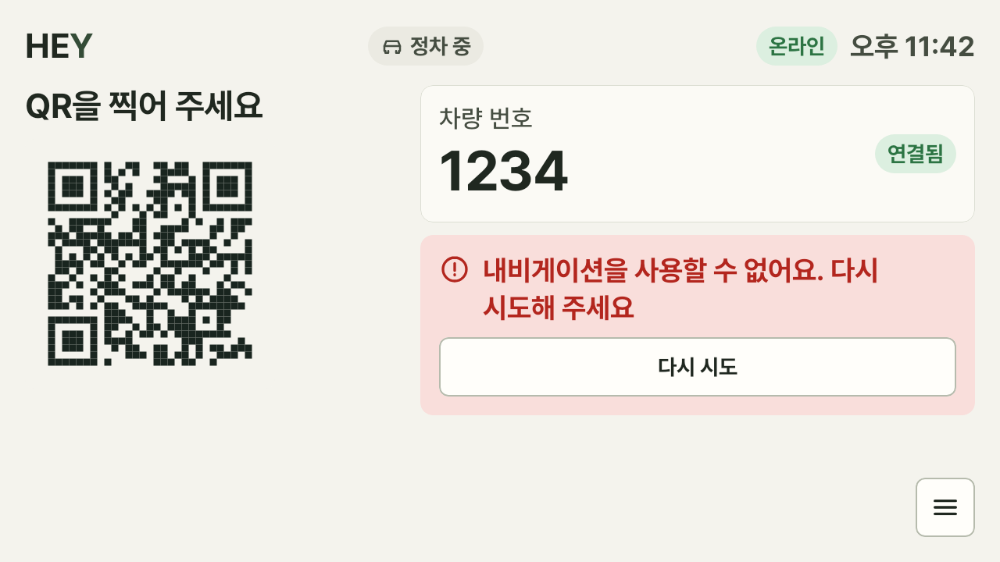 HEY
정차 중
온라인
오후 11:42
QR을 찍어 주세요
차량 번호
1234
연결됨
내비게이션을 사용할 수 없어요. 다시
시도해 주세요
다시 시도